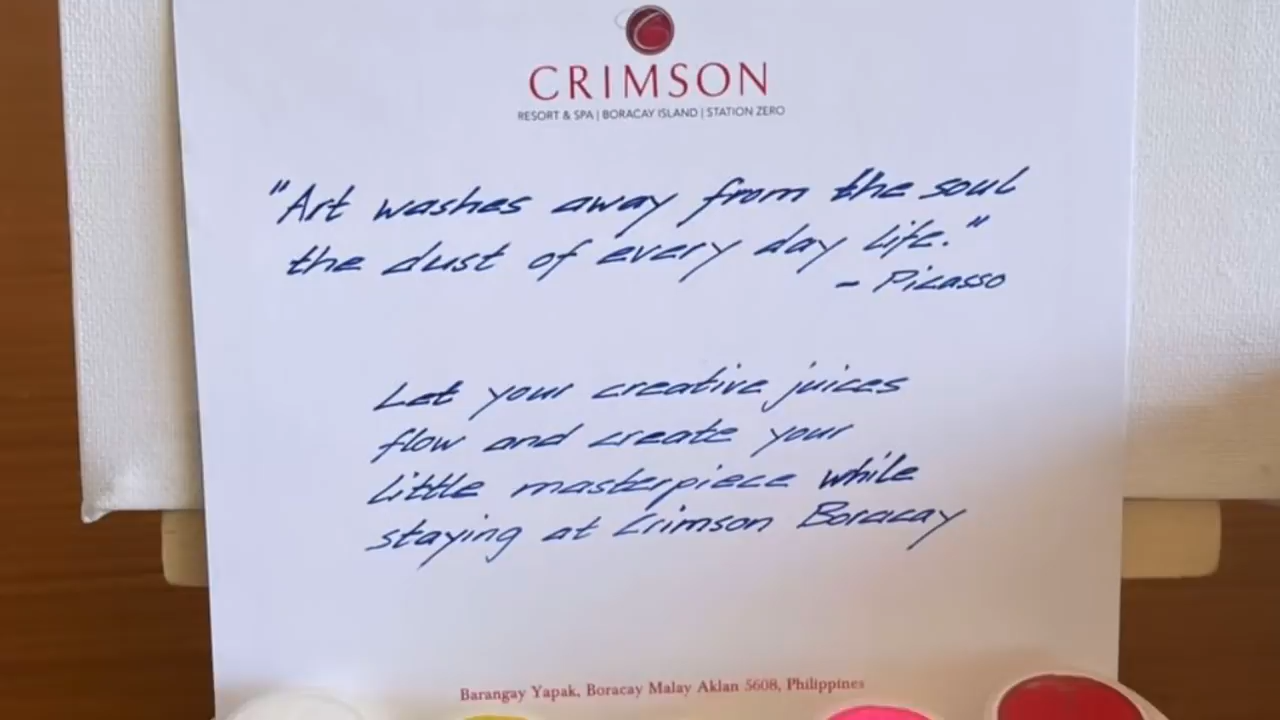 CRIMSON
RESORT & SPA | BORACAY ISLAND | STATION ZERO
"Art washes away from the soul
the dust of every day life."
- Picasso
Let your creative juices
flow and create your
little masterpiece while
staying at Crimson Boracay
Barangay Yapak, Boracay Malay Aklan 5608, Philippines